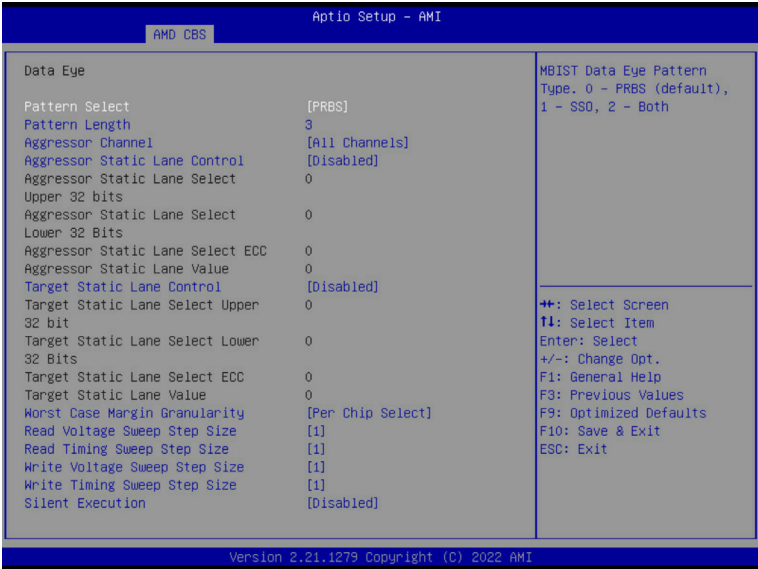 Aptio Setup – AMI
AMD CBS
Data Eye
Pattern Select [PRBS]
Pattern Length 3
Aggressor Channel [All Channels]
Aggressor Static Lane Control [Disabled]
Aggressor Static Lane Select 0
Upper 32 bits
Aggressor Static Lane Select 0
Lower 32 Bits
Aggressor Static Lane Select ECC 0
Aggressor Static Lane Value 0
Target Static Lane Control [Disabled]
Target Static Lane Select Upper 0
32 bit
Target Static Lane Select Lower 0
32 Bits
Target Static Lane Select ECC 0
Target Static Lane Value 0
Worst Case Margin Granularity [Per Chip Select]
Read Voltage Sweep Step Size [1]
Read Timing Sweep Step Size [1]
Write Voltage Sweep Step Size [1]
Write Timing Sweep Step Size [1]
Silent Execution [Disabled]
MBIST Data Eye Pattern
Type. 0 – PRBS (default),
1 – SSO, 2 – Both
→←: Select Screen
↑↓: Select Item
Enter: Select
+/-: Change Opt.
F1: General Help
F3: Previous Values
F9: Optimized Defaults
F10: Save & Exit
ESC: Exit
Version 2.21.1279 Copyright (C) 2022 AMI